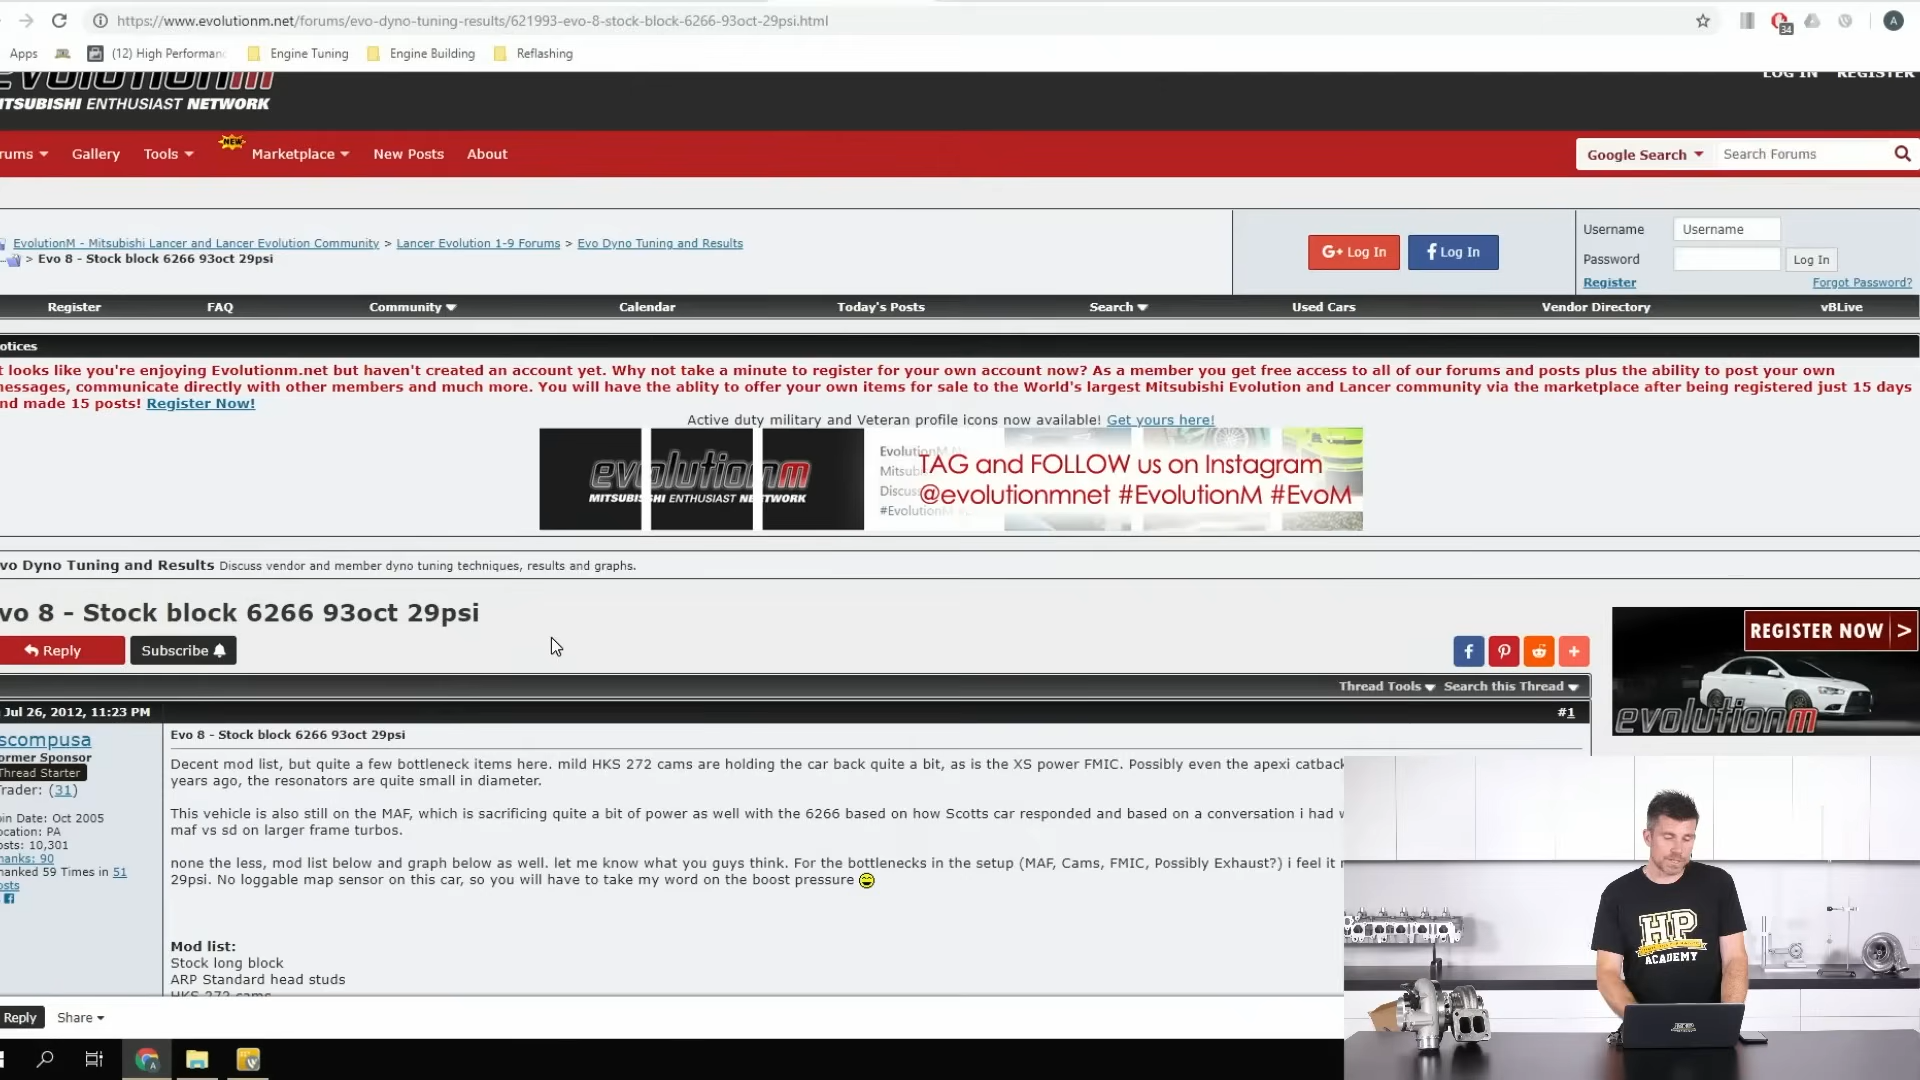 https://www.evolutionm.net/forums/evo-dyno-tuning-results/621993-evo-8-stock-block-6266-93oct-29psi.html
34
A
Apps
(12) High Performan
Engine Tuning
Engine Building
Reflashing
evolutionm
ITSUBISHI ENTHUSIAST NETWORK
LOG IN REGISTER
rums
Gallery
Tools
NEW
Marketplace
New Posts
About
Google Search
Search Forums
EvolutionM - Mitsubishi Lancer and Lancer Evolution Community > Lancer Evolution 1-9 Forums > Evo Dyno Tuning and Results
> Evo 8 - Stock block 6266 93oct 29psi
G+ Log In
f Log In
Username
Username
Password
Log In
Register
Forgot Password?
Register
FAQ
Community
Calendar
Today's Posts
Search
Used Cars
Vendor Directory
vBLive
otices
t looks like you're enjoying Evolutionm.net but haven't created an account yet. Why not take a minute to register for your own account now? As a member you get free access to all of our forums and posts plus the ability to post your own
essages, communicate directly with other members and much more. You will have the ablity to offer your own items for sale to the World's largest Mitsubishi Evolution and Lancer community via the marketplace after being registered just 15 days
nd made 15 posts! Register Now!
Active duty military and Veteran profile icons now available! Get yours here!
evolutionm
MITSUBISHI ENTHUSIAST NETWORK
Evolution
Mitsub
Discus
#Evolution
TAG and FOLLOW us on Instagram
@evolutionmnet #EvolutionM #EvoM
vo Dyno Tuning and Results Discuss vendor and member dyno tuning techniques, results and graphs.
vo 8 - Stock block 6266 93oct 29psi
Reply
Subscribe
REGISTER NOW >
evolutionm
Thread Tools
Search this Thread
Jul 26, 2012, 11:23 PM
#1
scompusa
ormer Sponsor
Thread Starter
rader: (31)
oin Date: Oct 2005
ocation: PA
osts: 10,301
hanks: 90
hanked 59 Times in 51
osts
Evo 8 - Stock block 6266 93oct 29psi
Decent mod list, but quite a few bottleneck items here. mild HKS 272 cams are holding the car back quite a bit, as is the XS power FMIC. Possibly even the apexi catback
years ago, the resonators are quite small in diameter.
This vehicle is also still on the MAF, which is sacrificing quite a bit of power as well with the 6266 based on how Scotts car responded and based on a conversation i had
maf vs sd on larger frame turbos.
none the less, mod list below and graph below as well. let me know what you guys think. For the bottlenecks in the setup (MAF, Cams, FMIC, Possibly Exhaust?) i feel it
29psi. No loggable map sensor on this car, so you will have to take my word on the boost pressure
Mod list:
Stock long block
ARP Standard head studs
HKS 272 cams
Reply
Share
HP
ACADEMY